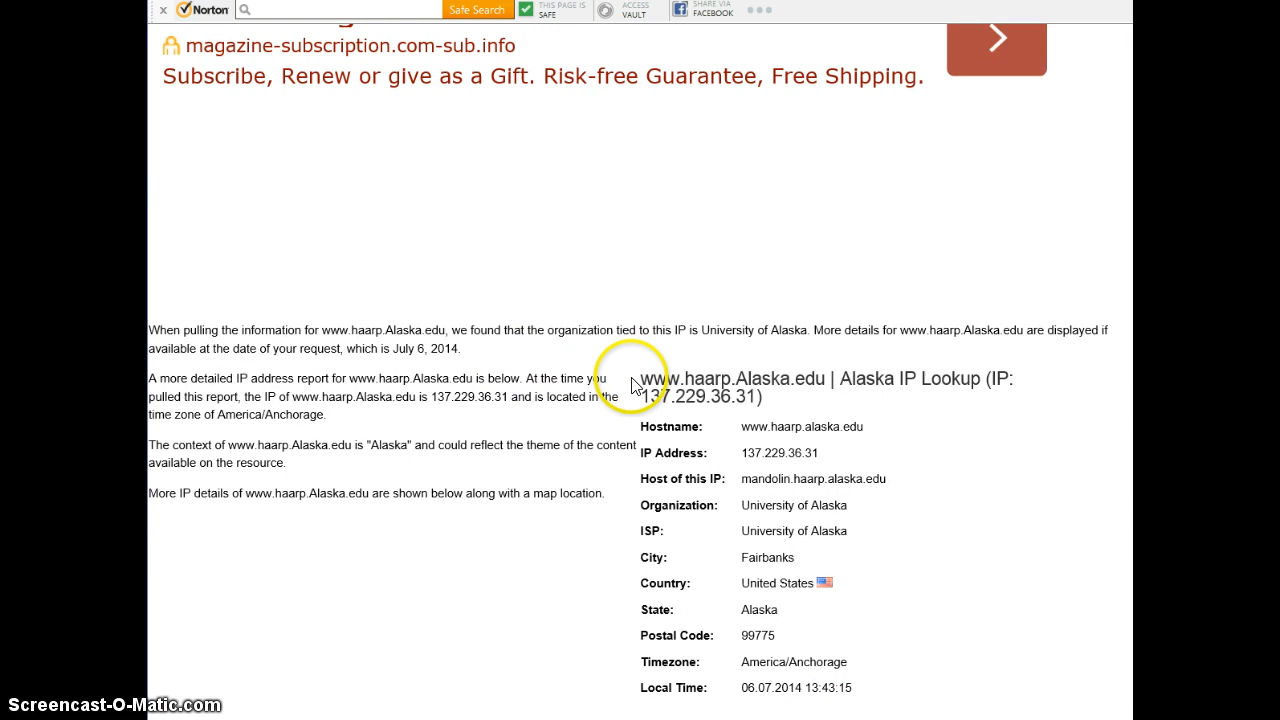 Norton Safe Search THIS PAGE IS SAFE ACCESS VAULT SHARE VIA FACEBOOK
magazine-subscription.com-sub.info
Subscribe, Renew or give as a Gift. Risk-free Guarantee, Free Shipping.
When pulling the information for www.haarp.Alaska.edu, we found that the organization tied to this IP is University of Alaska. More details for www.haarp.Alaska.edu are displayed if
available at the date of your request, which is July 6, 2014.
A more detailed IP address report for www.haarp.Alaska.edu is below. At the time you
pulled this report, the IP of www.haarp.Alaska.edu is 137.229.36.31 and is located in the
time zone of America/Anchorage.
The context of www.haarp.Alaska.edu is "Alaska" and could reflect the theme of the content
available on the resource.
More IP details of www.haarp.Alaska.edu are shown below along with a map location.
www.haarp.Alaska.edu | Alaska IP Lookup (IP:
137.229.36.31)
Hostname: www.haarp.alaska.edu
IP Address: 137.229.36.31
Host of this IP: mandolin.haarp.alaska.edu
Organization: University of Alaska
ISP: University of Alaska
City: Fairbanks
Country: United States
State: Alaska
Postal Code: 99775
Timezone: America/Anchorage
Local Time: 06.07.2014 13:43:15
Screencast-O-Matic.com